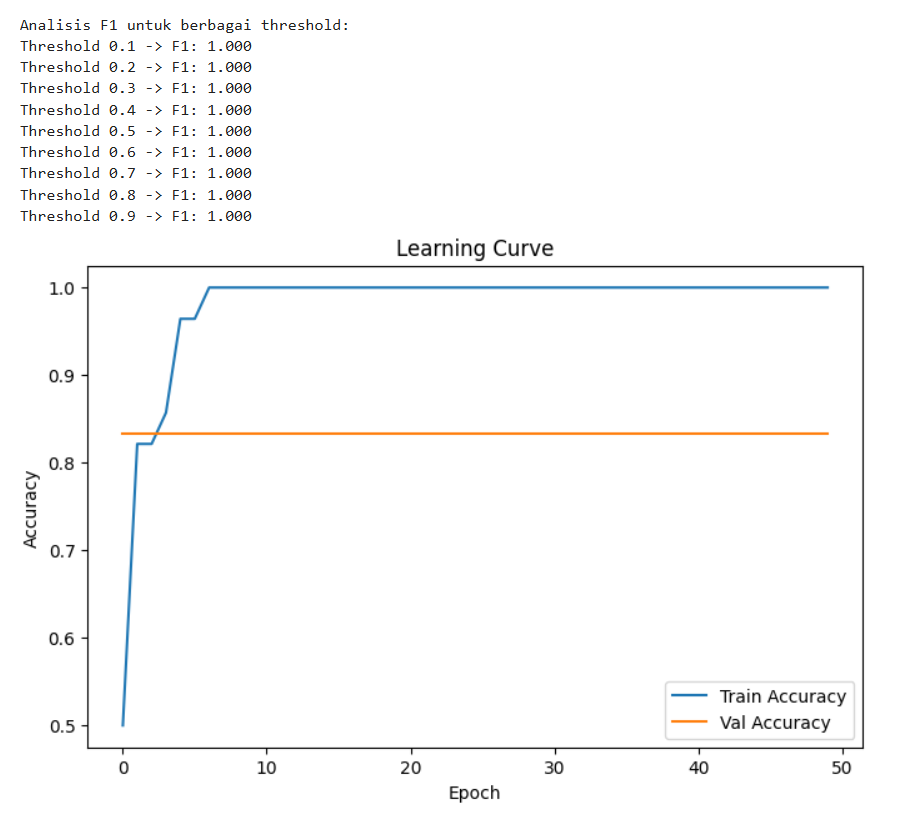 Analisis F1 untuk berbagai threshold:
Threshold 0.1 -> F1: 1.000
Threshold 0.2 -> F1: 1.000
Threshold 0.3 -> F1: 1.000
Threshold 0.4 -> F1: 1.000
Threshold 0.5 -> F1: 1.000
Threshold 0.6 -> F1: 1.000
Threshold 0.7 -> F1: 1.000
Threshold 0.8 -> F1: 1.000
Threshold 0.9 -> F1: 1.000
Learning Curve
1.0
0.9
0.8
0.7
0.6
0.5
Accuracy
Train Accuracy
Val Accuracy
0 10 20 30 40 50
Epoch